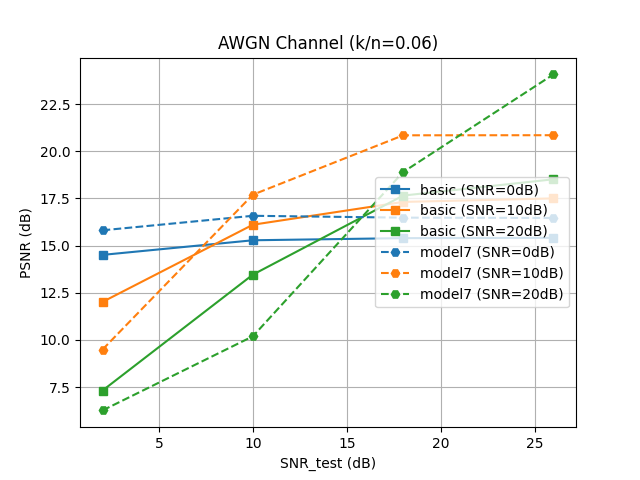 AWGN Channel (k/n=0.06)
PSNR (dB)
22.5
20.0
17.5
15.0
12.5
10.0
7.5
basic (SNR=0dB)
basic (SNR=10dB)
basic (SNR=20dB)
model7 (SNR=0dB)
model7 (SNR=10dB)
model7 (SNR=20dB)
5 10 15 20 25
SNR_test (dB)